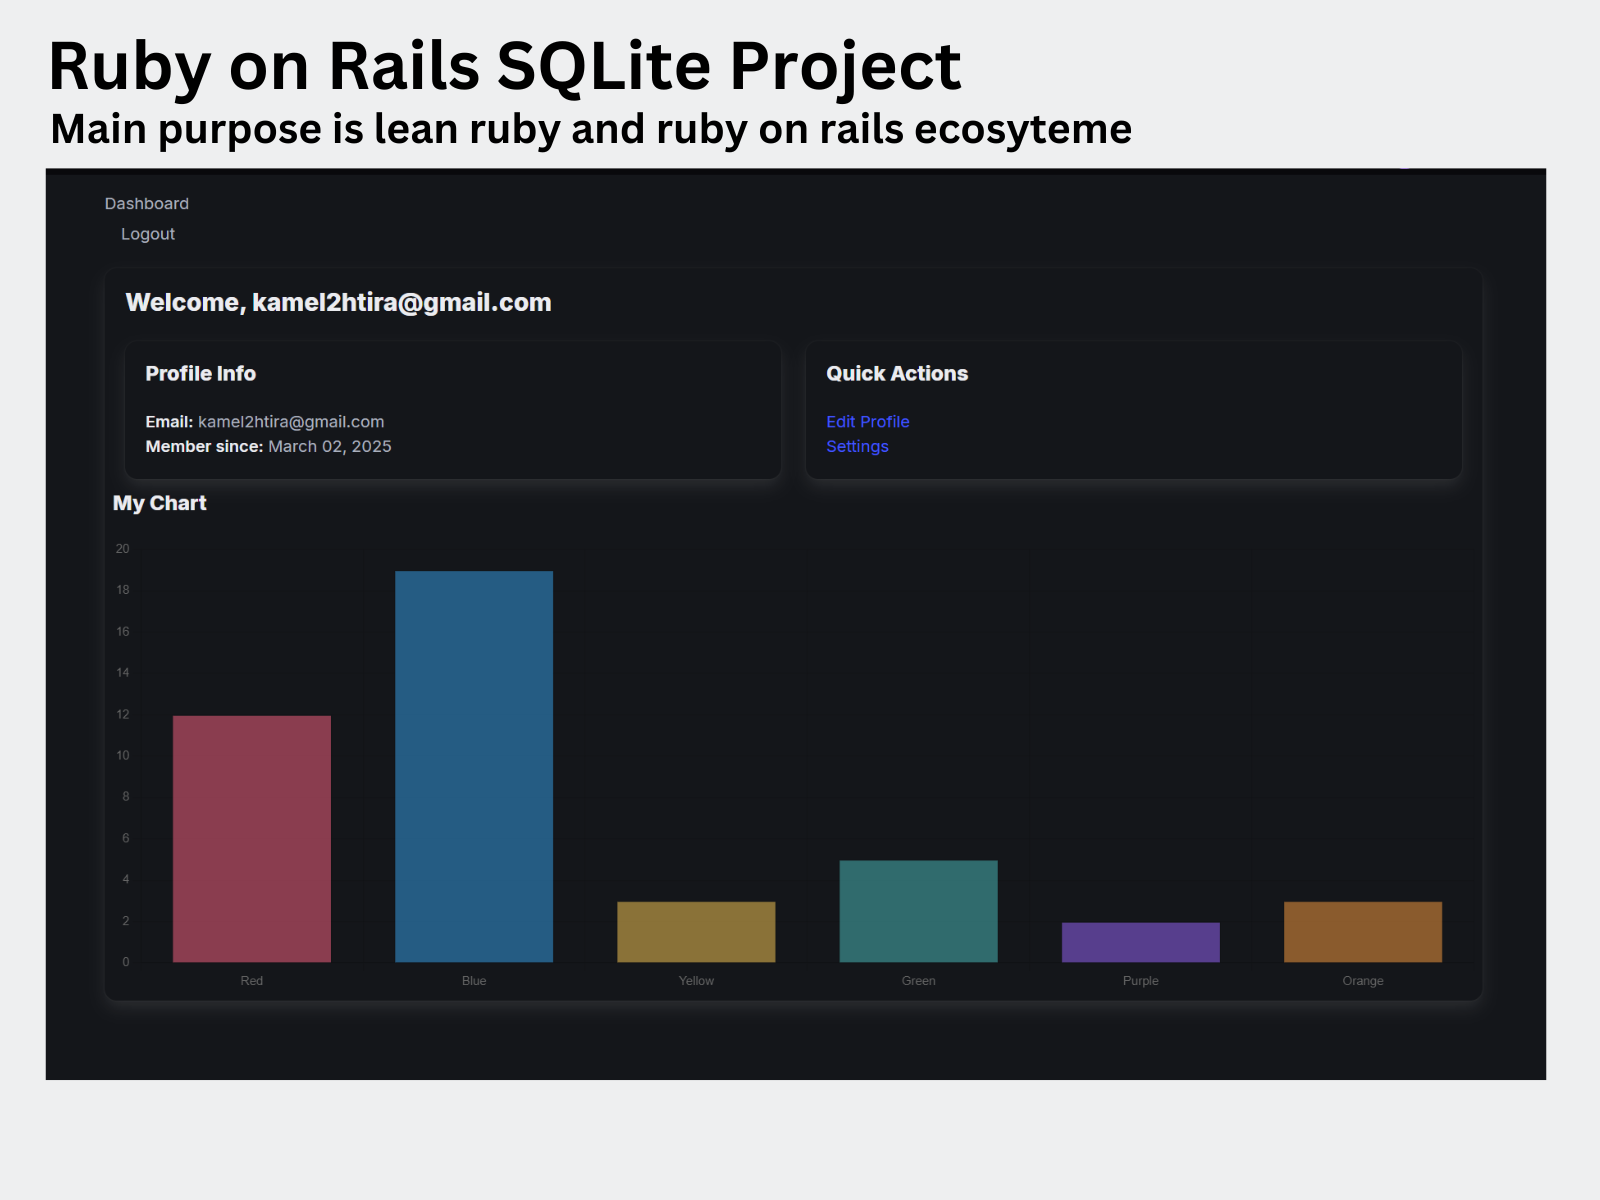 Ruby on Rails SQLite Project
Main purpose is lean ruby and ruby on rails ecosyteme
Dashboard
Logout
Welcome, kamel2htira@gmail.com
Profile Info
Email: kamel2htira@gmail.com
Member since: March 02, 2025
Quick Actions
Edit Profile
Settings
My Chart
20
18
16
14
12
10
8
6
4
2
0
Red Blue Yellow Green Purple Orange